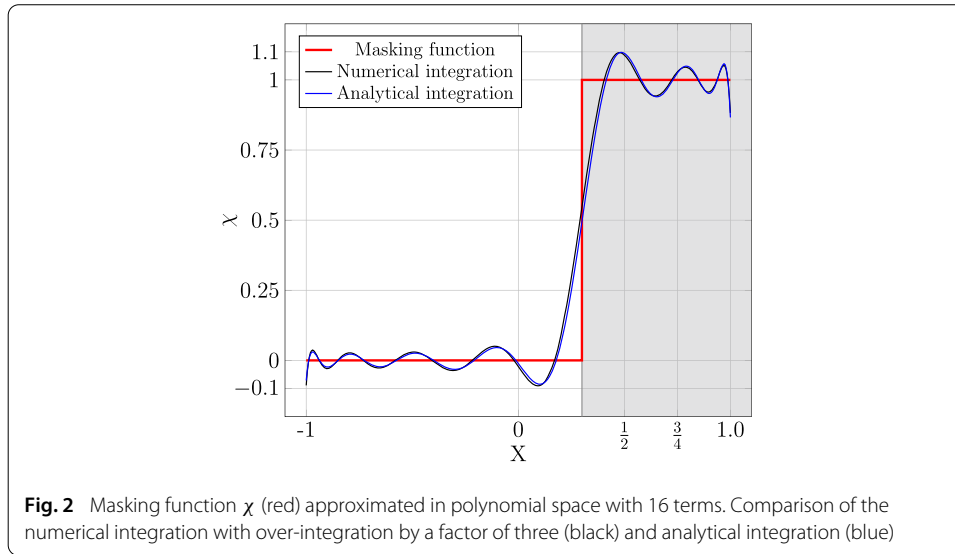 Masking function
Numerical integration
Analytical integration
1.1
1
0.75
0.5
0.25
0
−0.1
χ
-1
0
1/2
3/4
1.0
X
Fig. 2 Masking function χ (red) approximated in polynomial space with 16 terms. Comparison of the
numerical integration with over-integration by a factor of three (black) and analytical integration (blue)